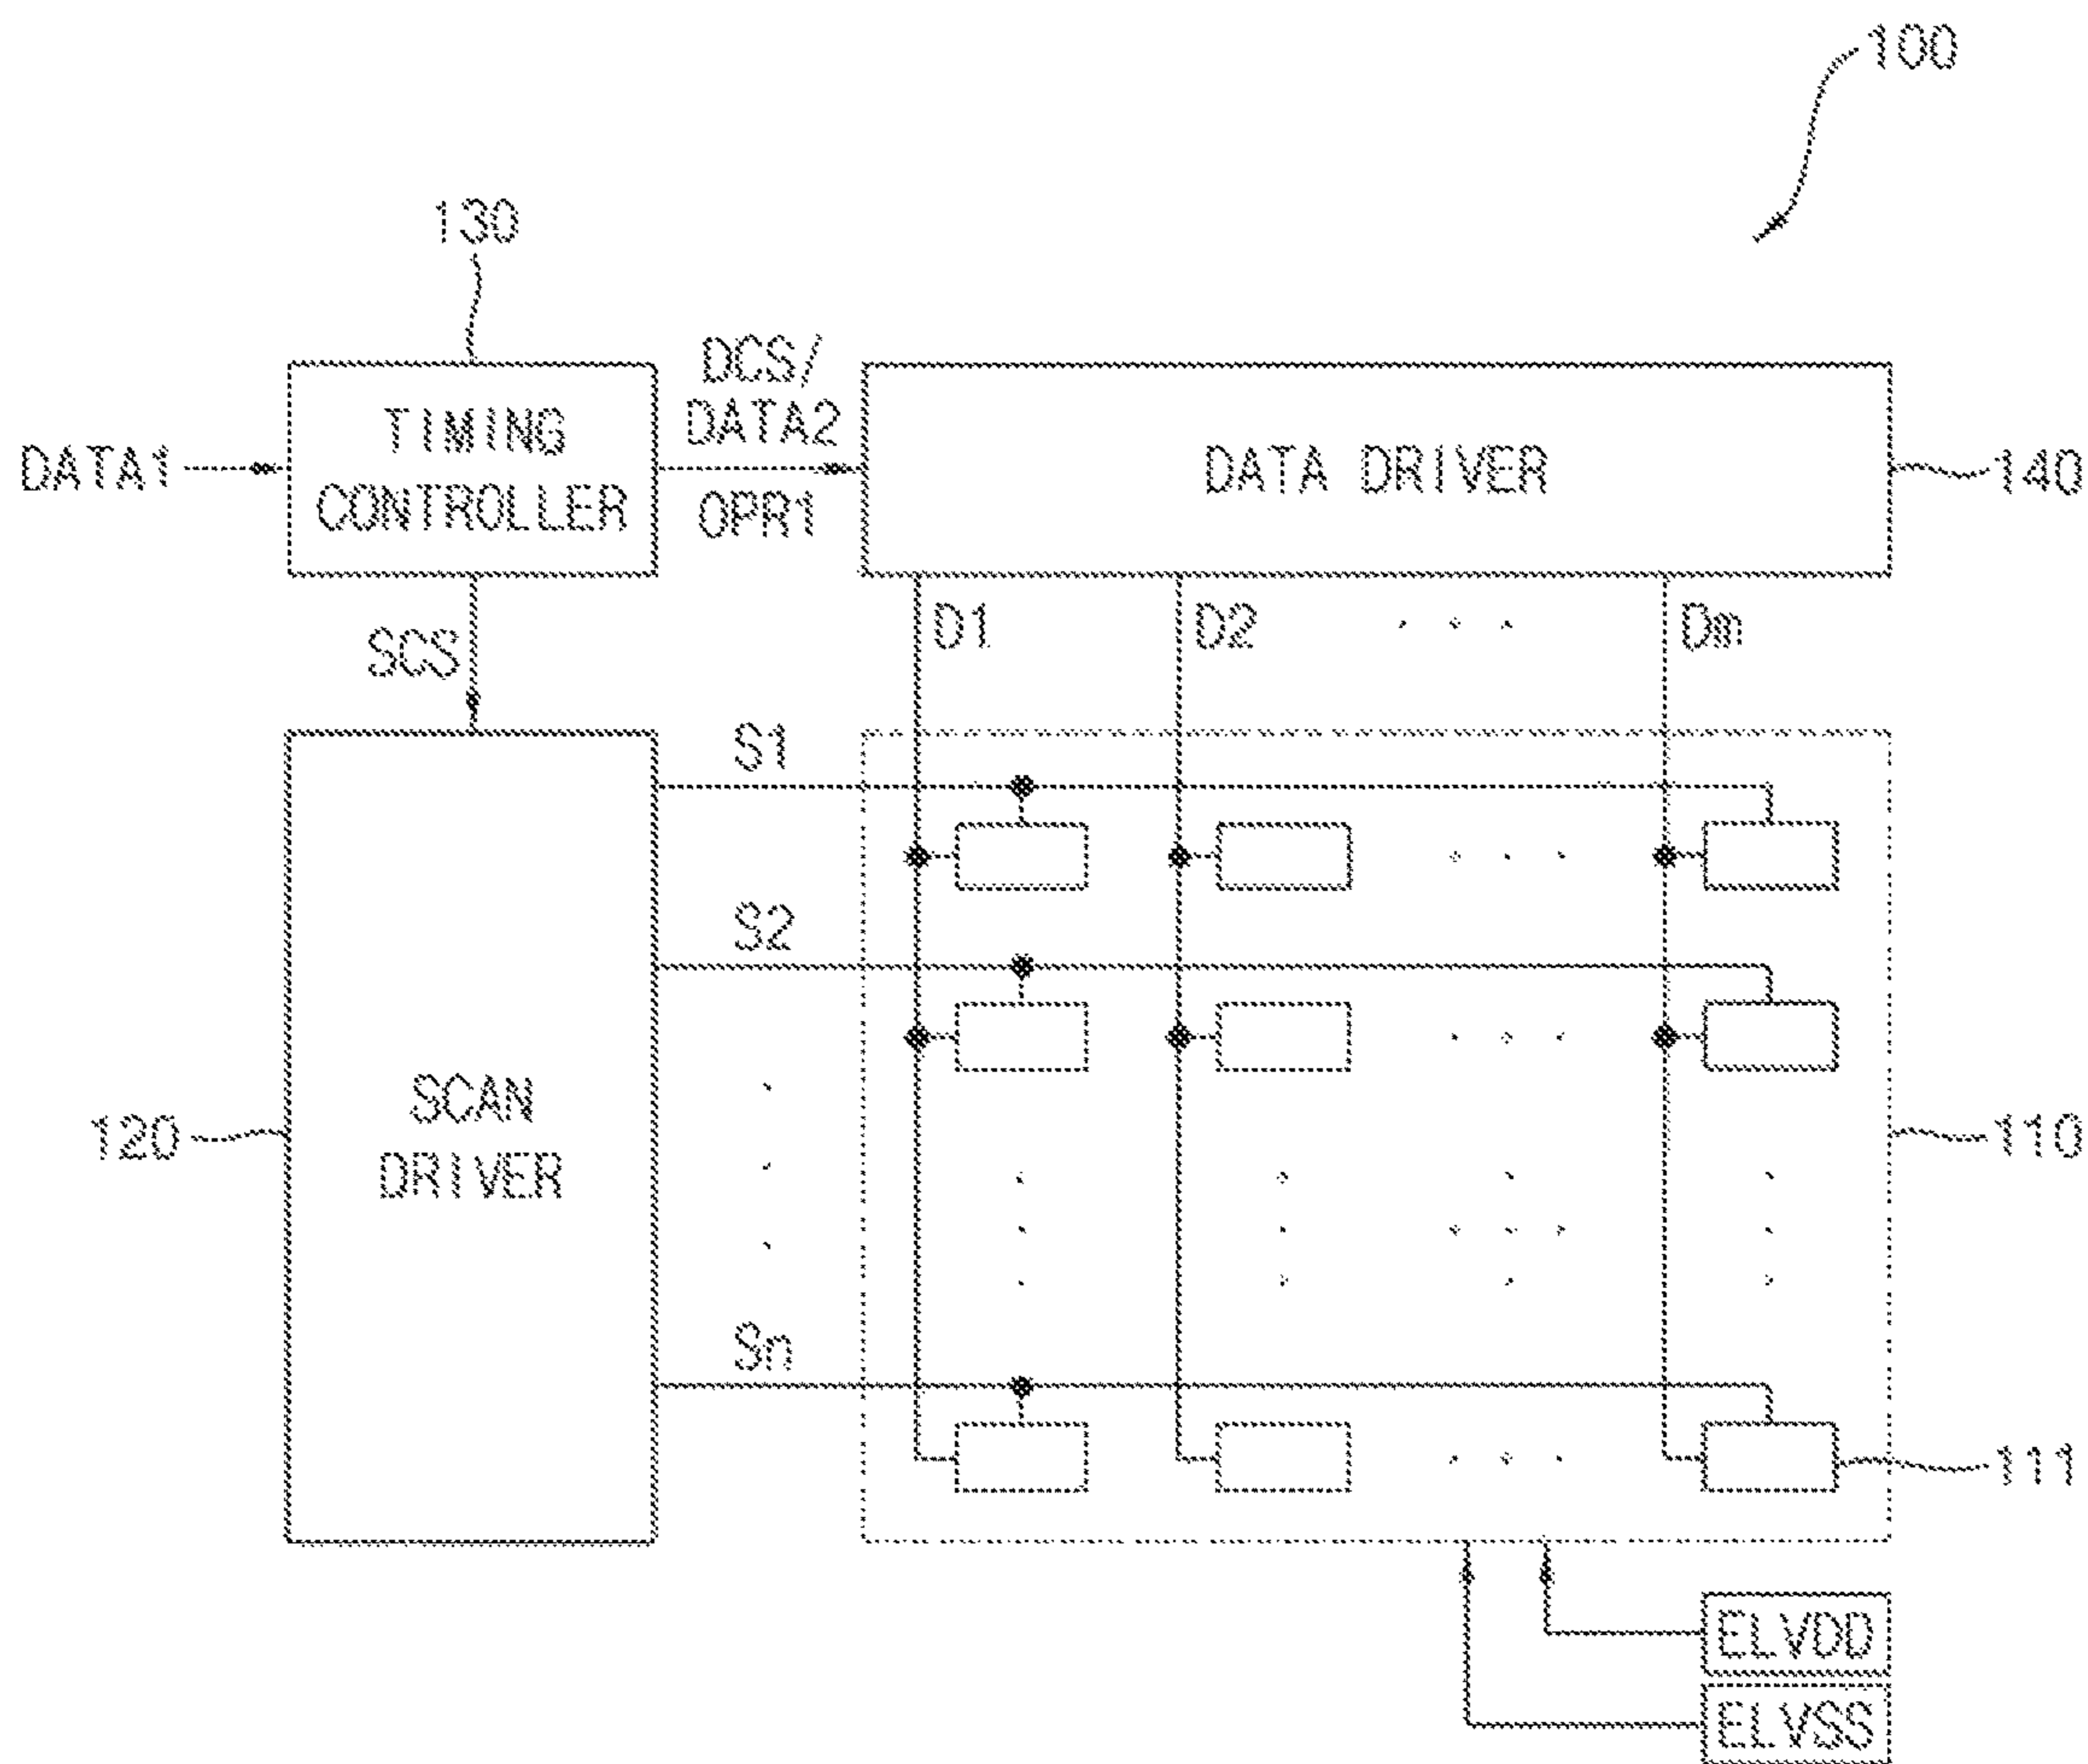 100
130
DCS/
DATA2
OPR1
TIMING
CONTROLLER
DATA1
DATA DRIVER
140
SCS
D1
D2
Dm
S1
S2
SCAN
DRIVER
120
110
Sn
111
ELVDD
ELVSS